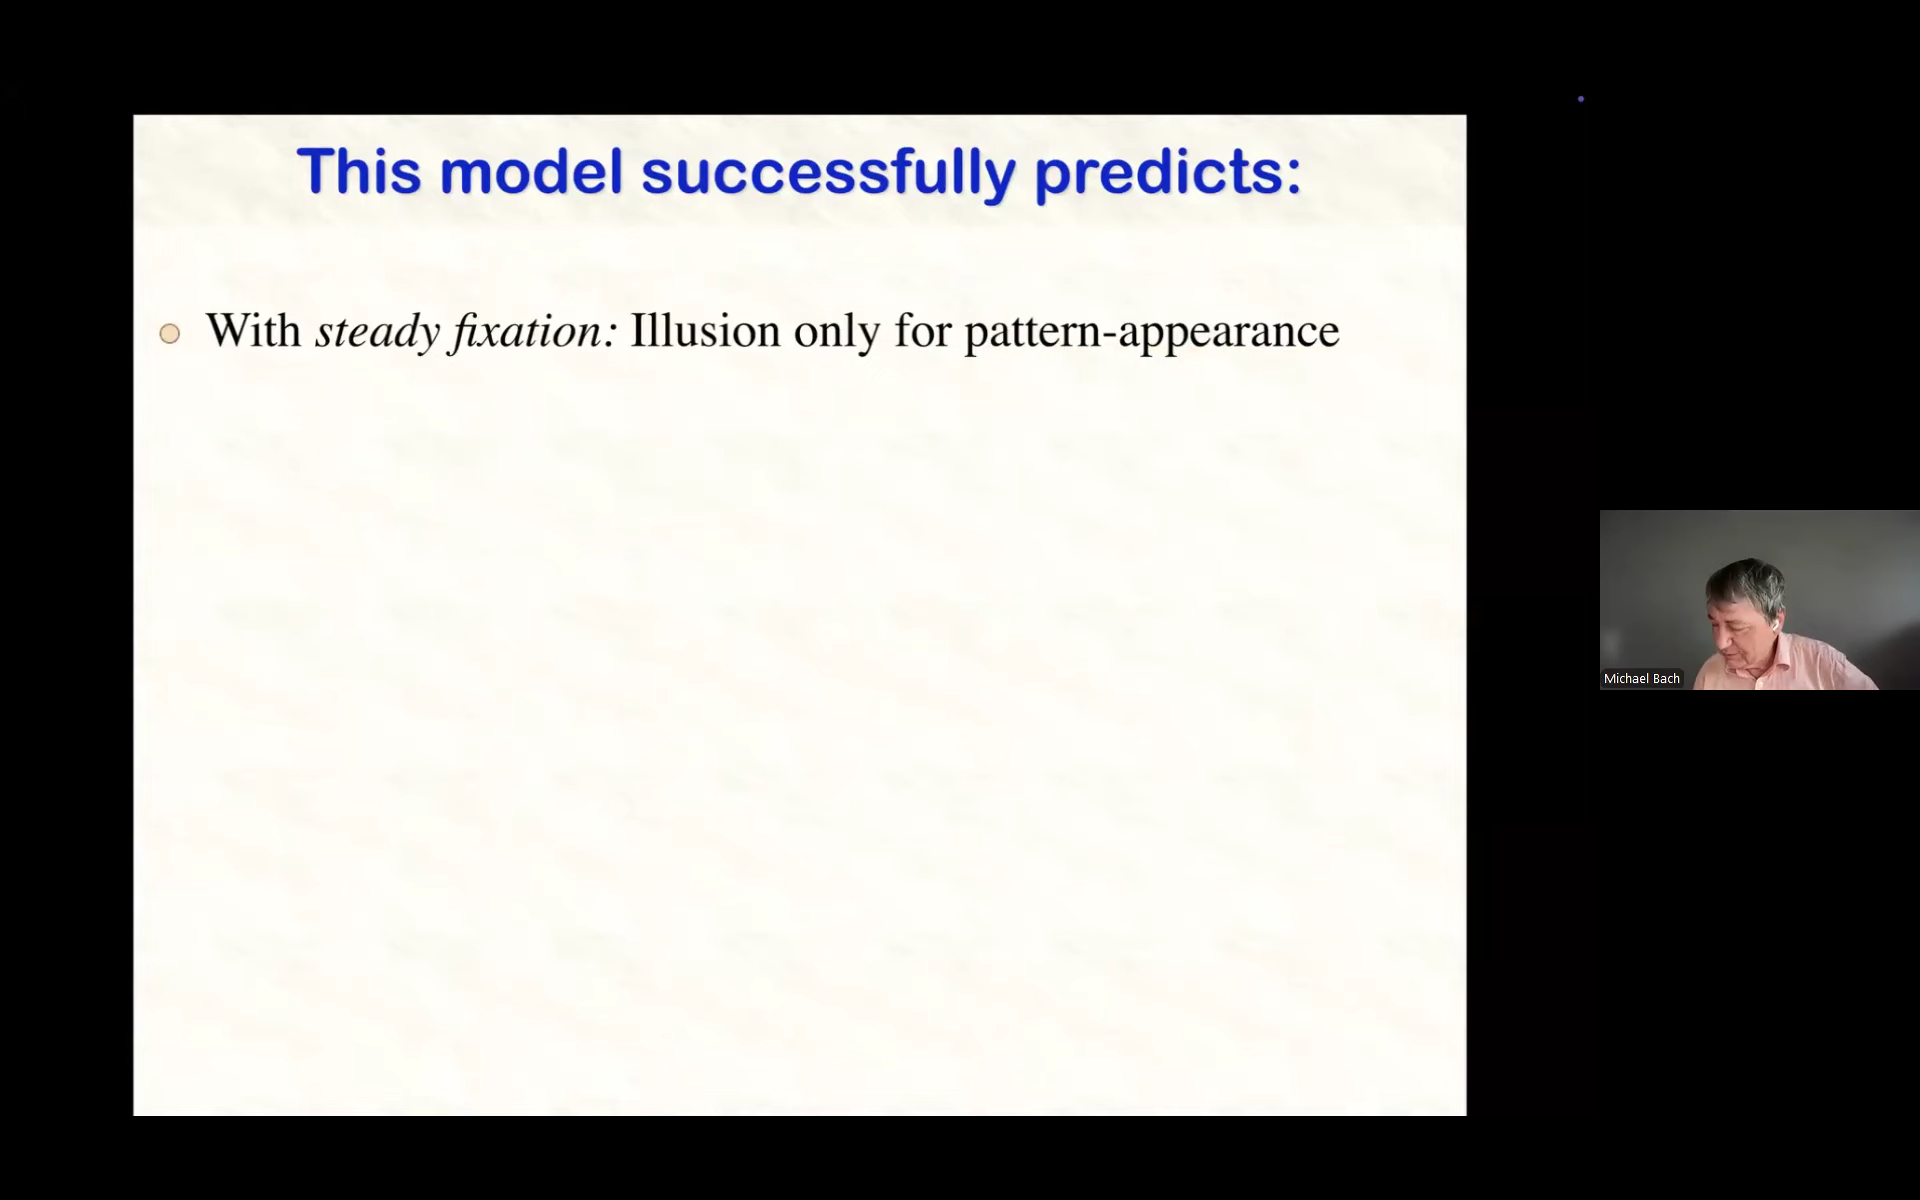 This model successfully predicts:
With steady fixation: Illusion only for pattern-appearance
Michael Bach